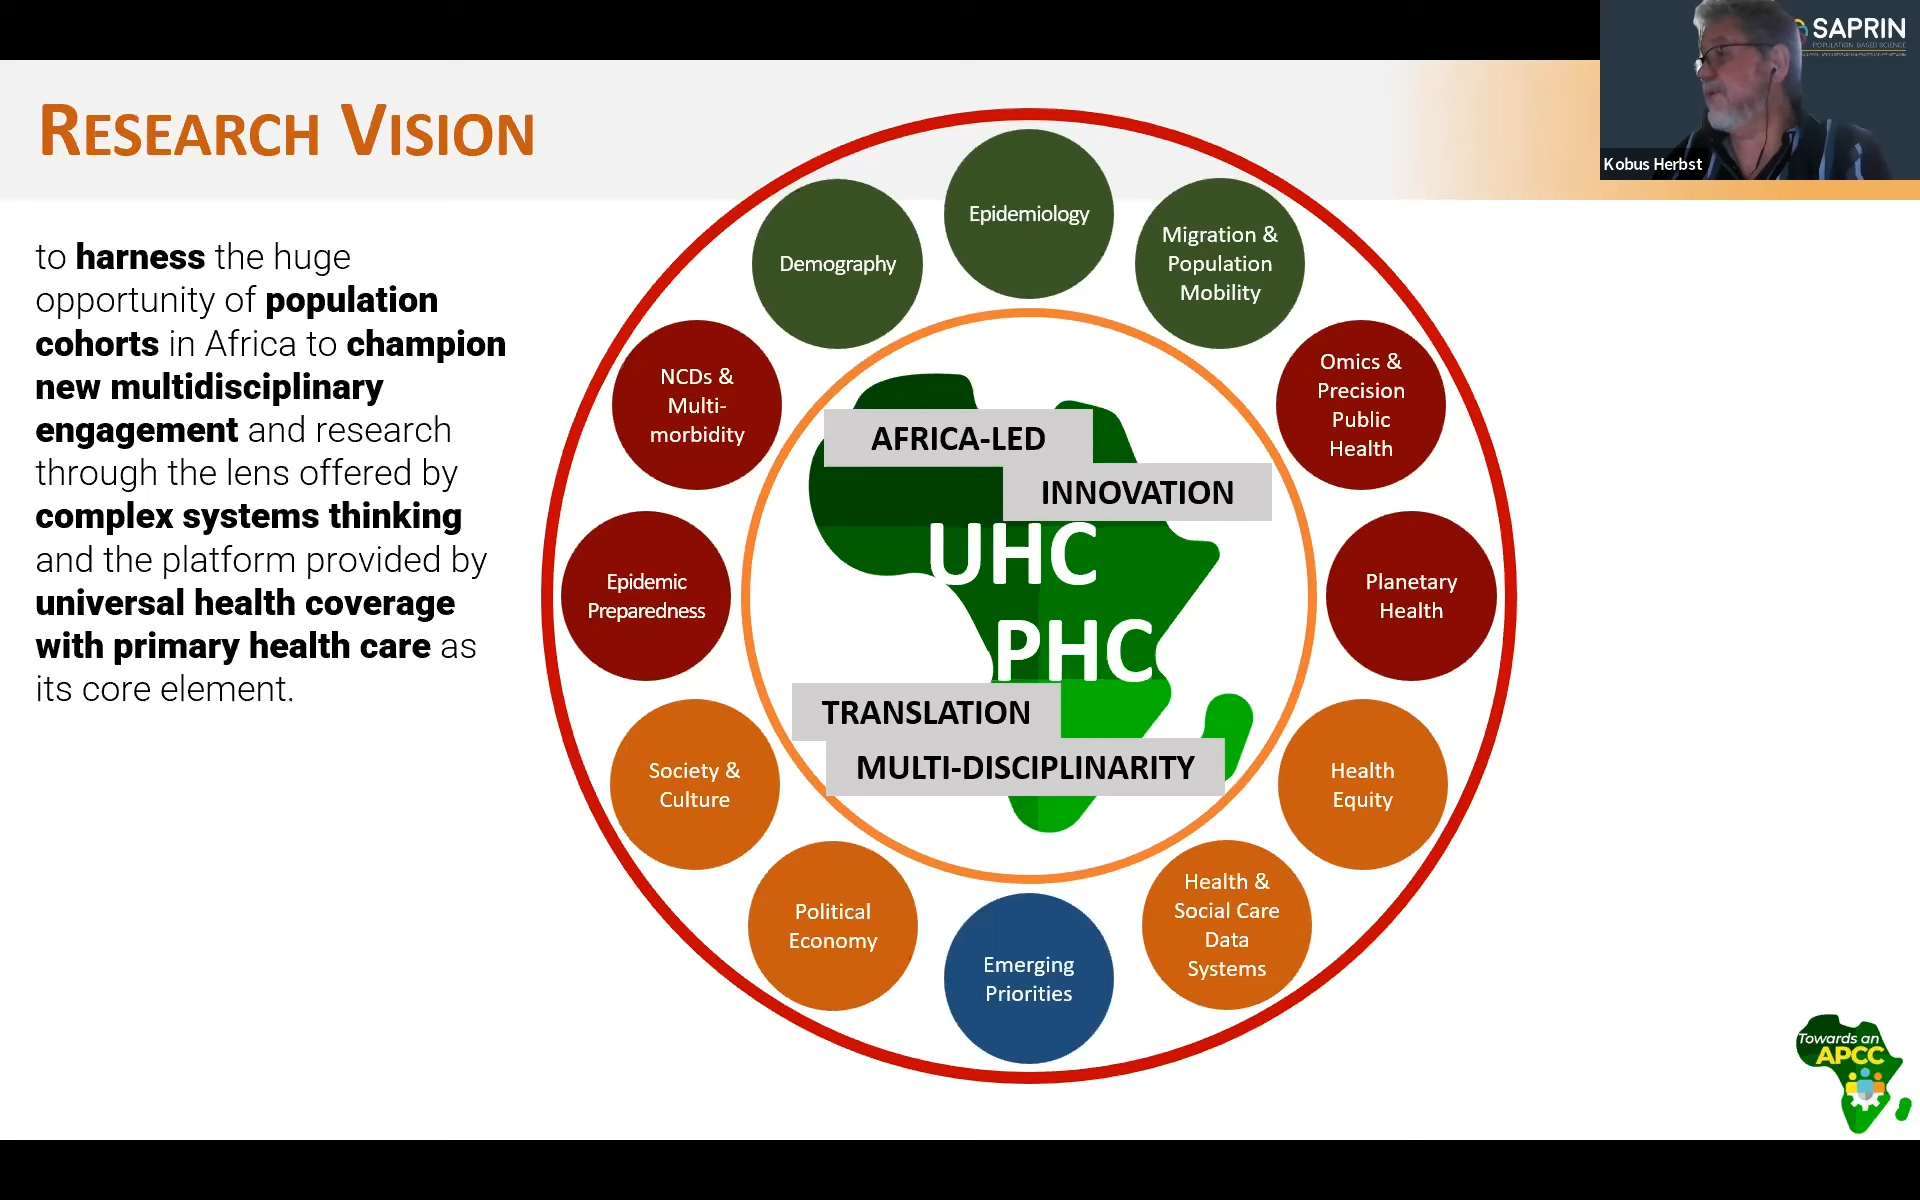 SAPRIN
POPULATION BASED SCIENCE
Kobus Herbst
RESEARCH VISION
to harness the huge
opportunity of population
cohorts in Africa to champion
new multidisciplinary
engagement and research
through the lens offered by
complex systems thinking
and the platform provided by
universal health coverage
with primary health care as
its core element.
Epidemiology
Demography
Migration &
Population
Mobility
NCDs &
Multi-
morbidity
Omics &
Precision
Public
Health
Epidemic
Preparedness
Planetary
Health
Society &
Culture
Health
Equity
Political
Economy
Health &
Social Care
Data
Systems
Emerging
Priorities
AFRICA-LED
INNOVATION
UHC
PHC
TRANSLATION
MULTI-DISCIPLINARITY
Towards an
APCC